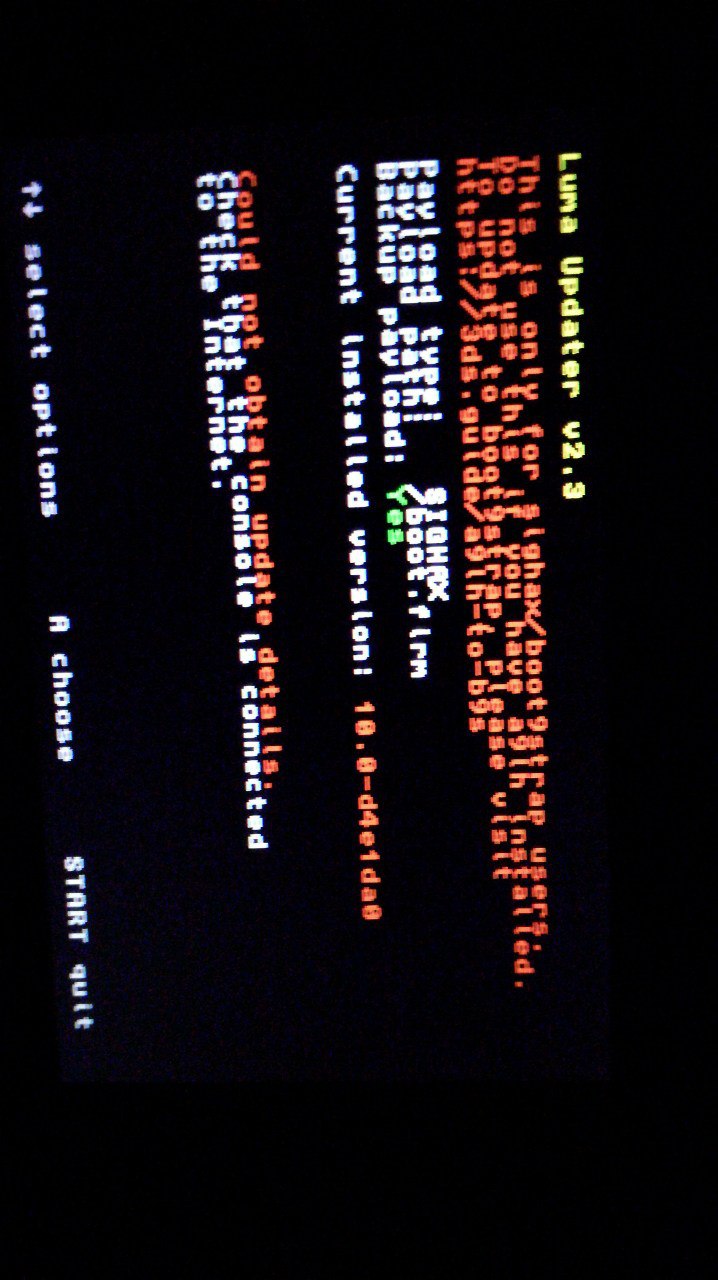 Luma Updater v2.3
This is only for sighax/boot9strap users.
Do not use this if you have a9lh installed.
To update to boot9strap, please visit
https://3ds.guide/a9lh-to-b9s
Payload type: SIGHAX
Payload path: /boot.firm
Backup payload: Yes
Current installed version: 10.0-d4e1da0
Could not obtain update details.
Check that the console is connected
to the Internet.
↑↓ select options A choose START quit